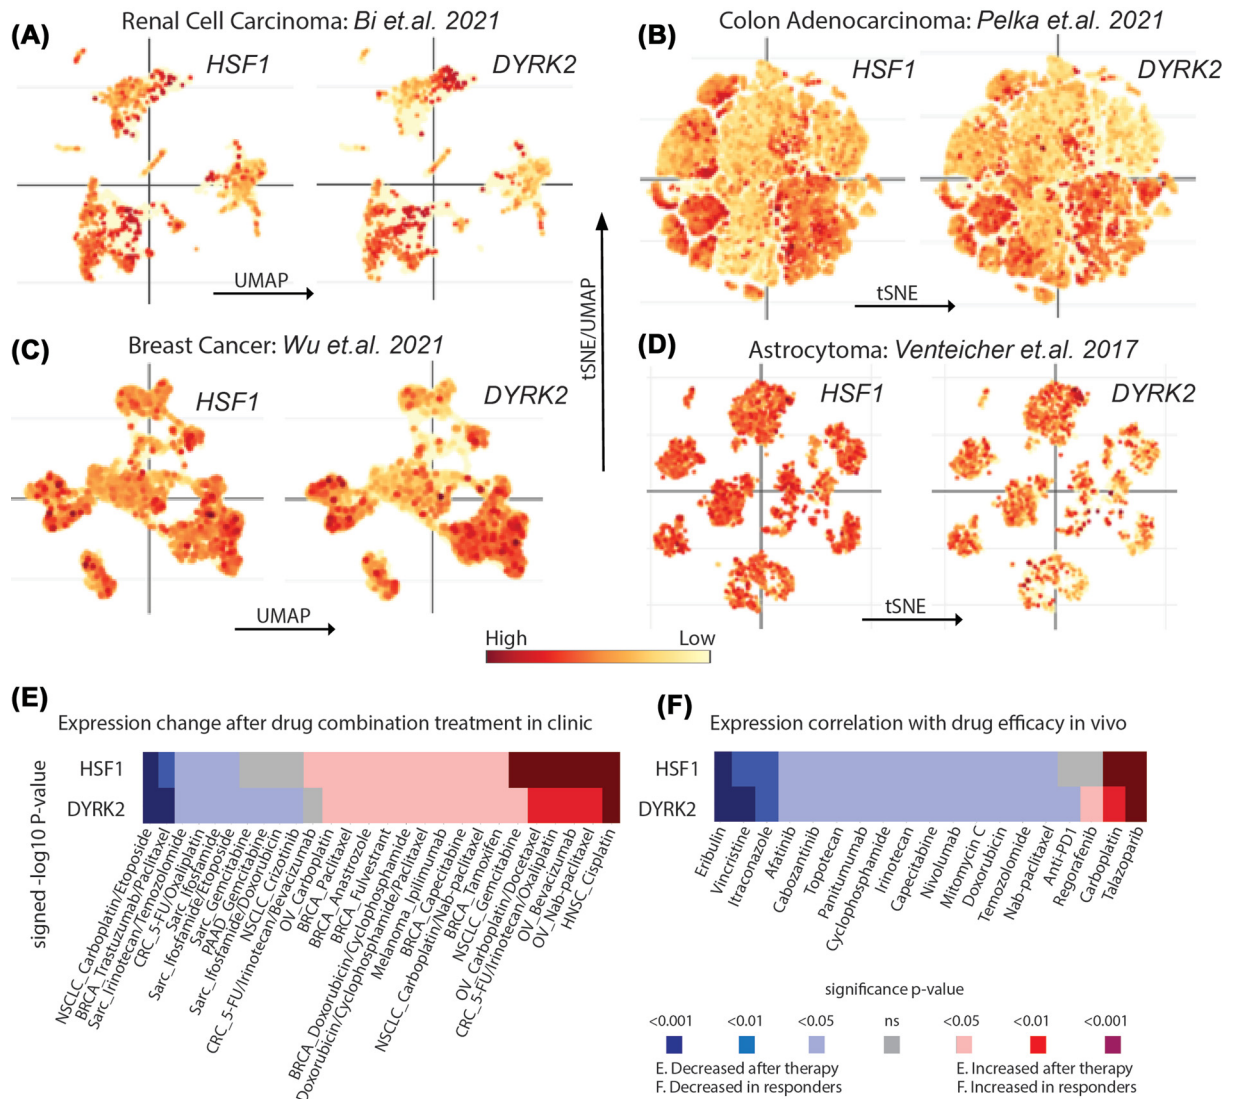 (A) Renal Cell Carcinoma: Bi et.al. 2021
HSF1
DYRK2
UMAP
(B) Colon Adenocarcinoma: Pelka et.al. 2021
HSF1
DYRK2
tSNE
tSNE/UMAP
(C) Breast Cancer: Wu et.al. 2021
HSF1
DYRK2
UMAP
(D) Astrocytoma: Venteicher et.al. 2017
HSF1
DYRK2
tSNE
High Low
(E)
Expression change after drug combination treatment in clinic
signed -log10 P-value
HSF1
DYRK2
NSCLC_Carboplatin/Etoposide
BRCA_Trastuzumab/Paclitaxel
Sarc_Irinotecan/Temozolomide
CRC_5-FU/Oxaliplatin
Sarc_Ifosfamide
Sarc_Ifosfamide/Etoposide
Sarc_Gemcitabine
PAAD_Gemcitabine
Sarc_Ifosfamide/Doxorubicin
NSCLC_Crizotinib
CRC_5-FU/Irinotecan/Bevacizumab
OV_Carboplatin
BRCA_Paclitaxel
BRCA_Anastrozole
BRCA_Fulvestrant
BRCA_Doxorubicin/Cyclophosphamide
Doxorubicin/Cyclophosphamide/Paclitaxel
Melanoma_Ipilirumab
BRCA_Capecitabine
NSCLC_Carboplatin/Nab-paclitaxel
BRCA_Tamoxifen
NSCLC_Gemcitabine
OV_Carboplatin/Docetaxel
CRC_5-FU/Irinotecan/Oxaliplatin
OV_Bevacizumab
OV_Nab-paclitaxel
HNSC_Cisplatin
(F)
Expression correlation with drug efficacy in vivo
HSF1
DYRK2
Eribulin
Vincristine
Itraconazole
Afatinib
Cabozantinib
Topotecan
Panitumumab
Cyclophosphamide
Irinotecan
Capecitabine
Nivolumab
Mitomycin C
Doxorubicin
Temozolomide
Nab-paclitaxel
Anti-PD1
Regorafenib
Carboplatin
Talazoparib
significance p-value
<0.001 <0.01 <0.05 ns <0.05 <0.01 <0.001
E. Decreased after therapy
F. Decreased in responders
E. Increased after therapy
F. Increased in responders